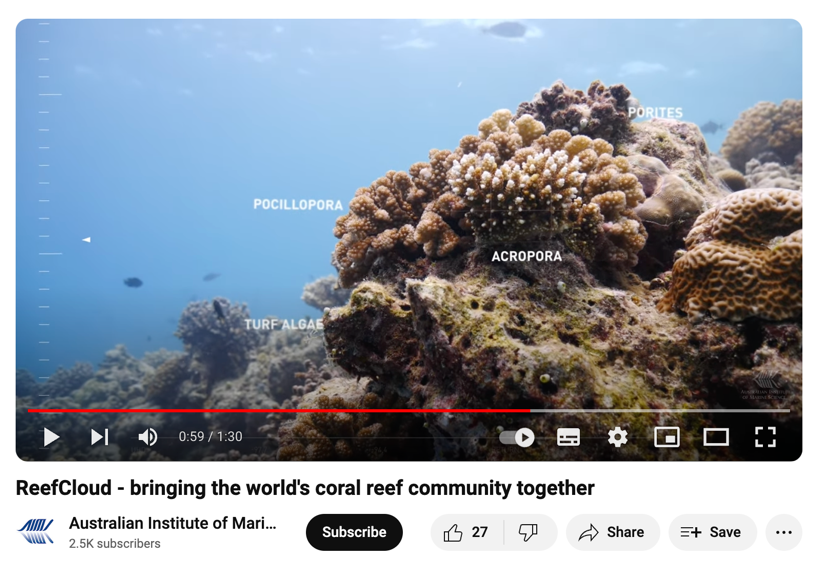 PORITES
POCILLOPORA
ACROPORA
TURF ALGAE
0:59 / 1:30
ReefCloud - bringing the world's coral reef community together
Australian Institute of Mari...
2.5K subscribers
Subscribe
27
Share
Save